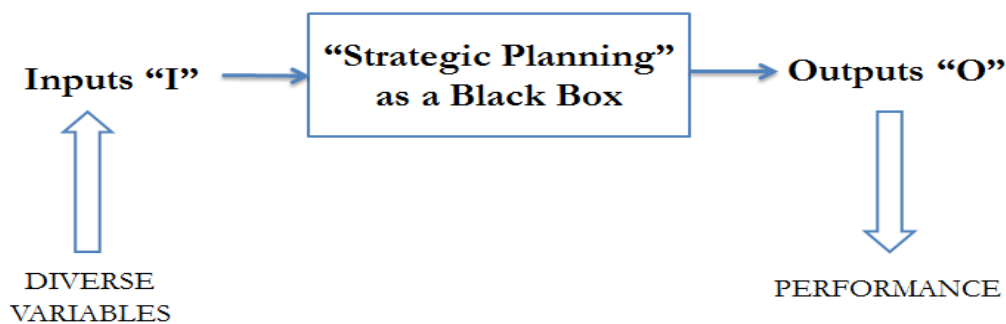 Inputs “I”
“Strategic Planning”
as a Black Box
Outputs “O”
DIVERSE
VARIABLES
PERFORMANCE